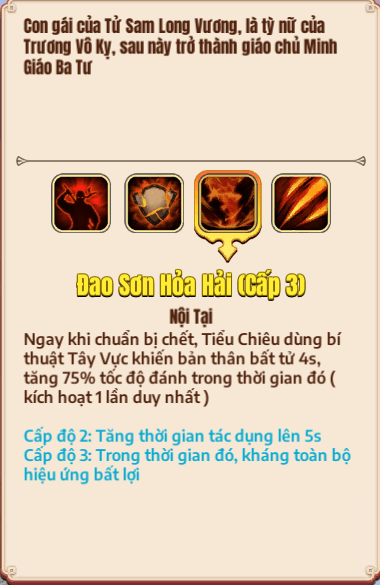 Con gái của Tử Sam Long Vương, là tỳ nữ của
Trương Vô Kỵ, sau này trở thành giáo chủ Minh
Giáo Ba Tư
Đao Sơn Hỏa Hải (Cấp 3)
Nội Tại
Ngay khi chuẩn bị chết, Tiểu Chiêu dùng bí
thuật Tây Vực khiến bản thân bất tử 4s,
tăng 75% tốc độ đánh trong thời gian đó (
kích hoạt 1 lần duy nhất )
Cấp độ 2: Tăng thời gian tác dụng lên 5s
Cấp độ 3: Trong thời gian đó, kháng toàn bộ
hiệu ứng bất lợi